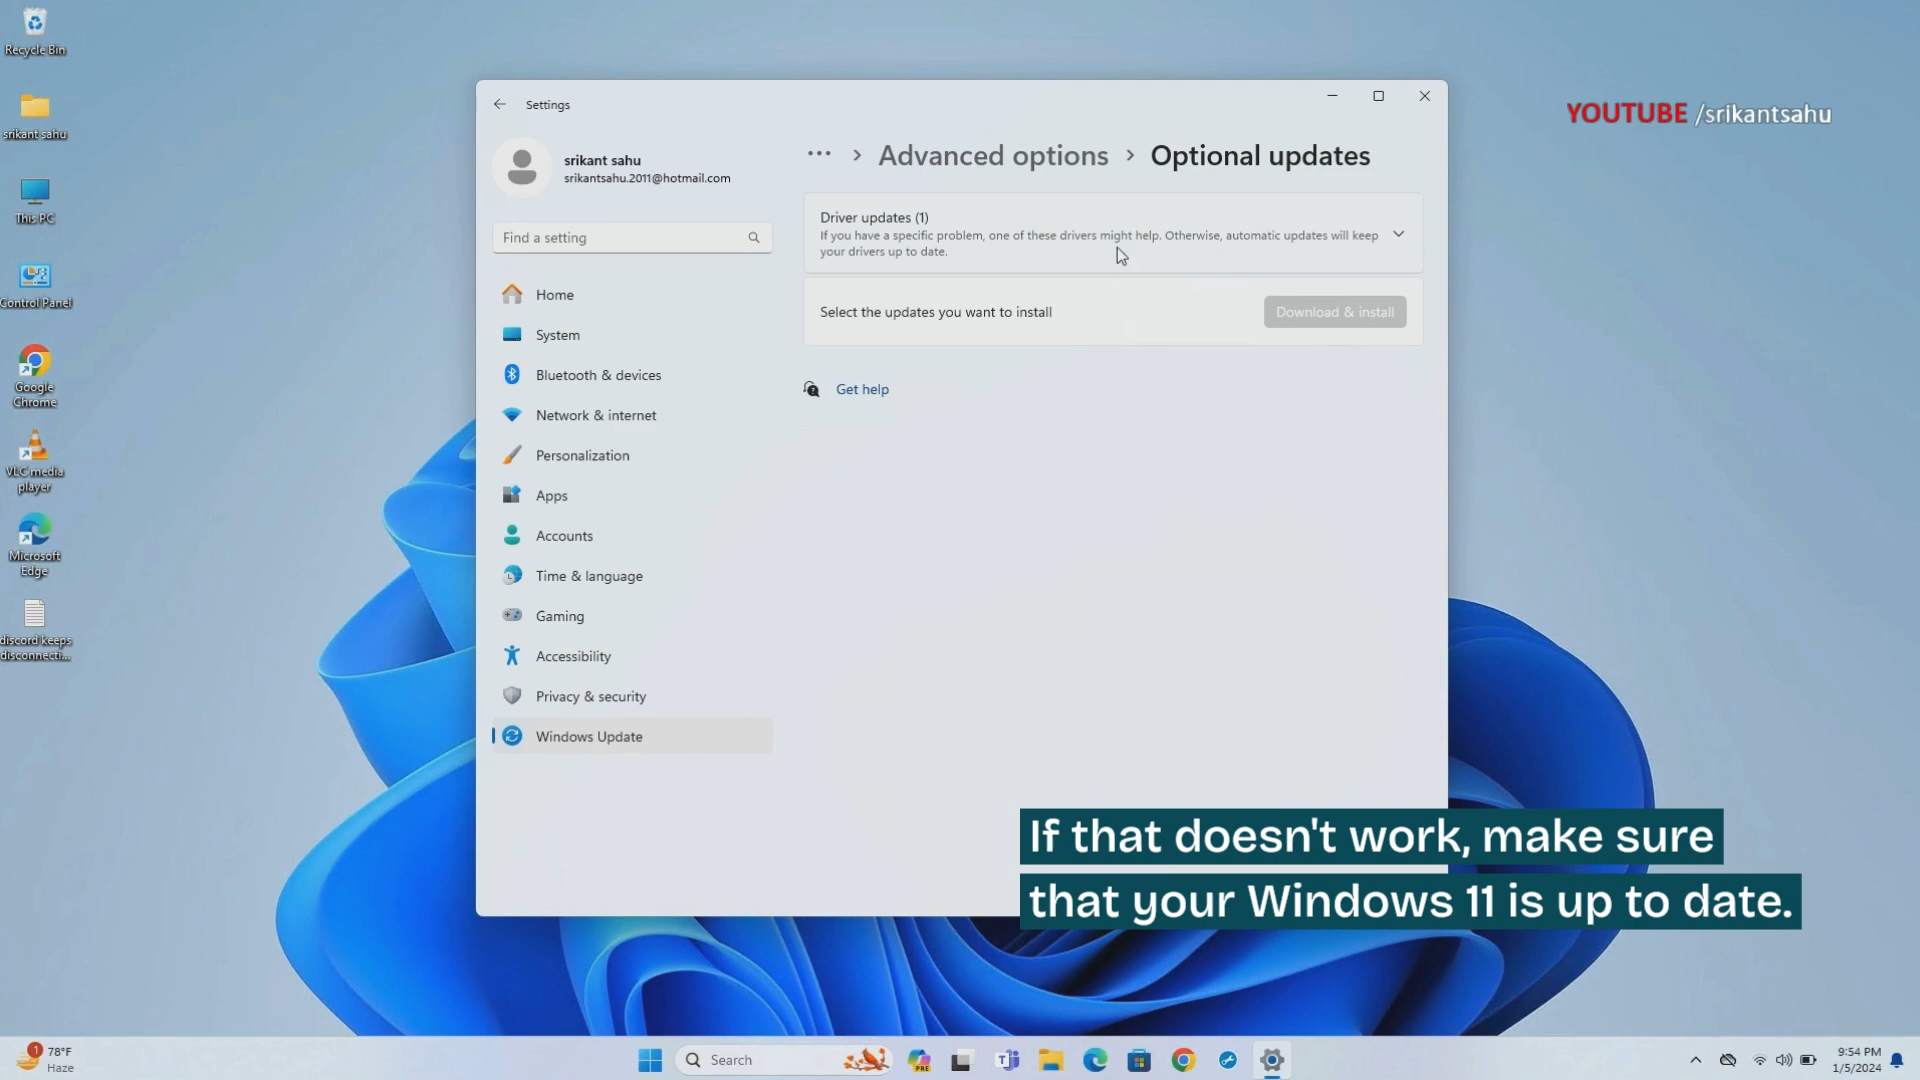 Recycle Bin
srikant sahu
This PC
Control Panel
Google
Chrome
VLC media
player
Microsoft
Edge
discord keeps
disconnecti...
Settings
srikant sahu
srikantsahu.2011@hotmail.com
Find a setting
Home
System
Bluetooth & devices
Network & internet
Personalization
Apps
Accounts
Time & language
Gaming
Accessibility
Privacy & security
Windows Update
... > Advanced options > Optional updates
Driver updates (1)
If you have a specific problem, one of these drivers might help. Otherwise, automatic updates will keep
your drivers up to date.
Select the updates you want to install
Download & install
Get help
YOUTUBE /srikantsahu
If that doesn't work, make sure
that your Windows 11 is up to date.
1
78°F
Haze
Search
PRE
9:54 PM
1/5/2024